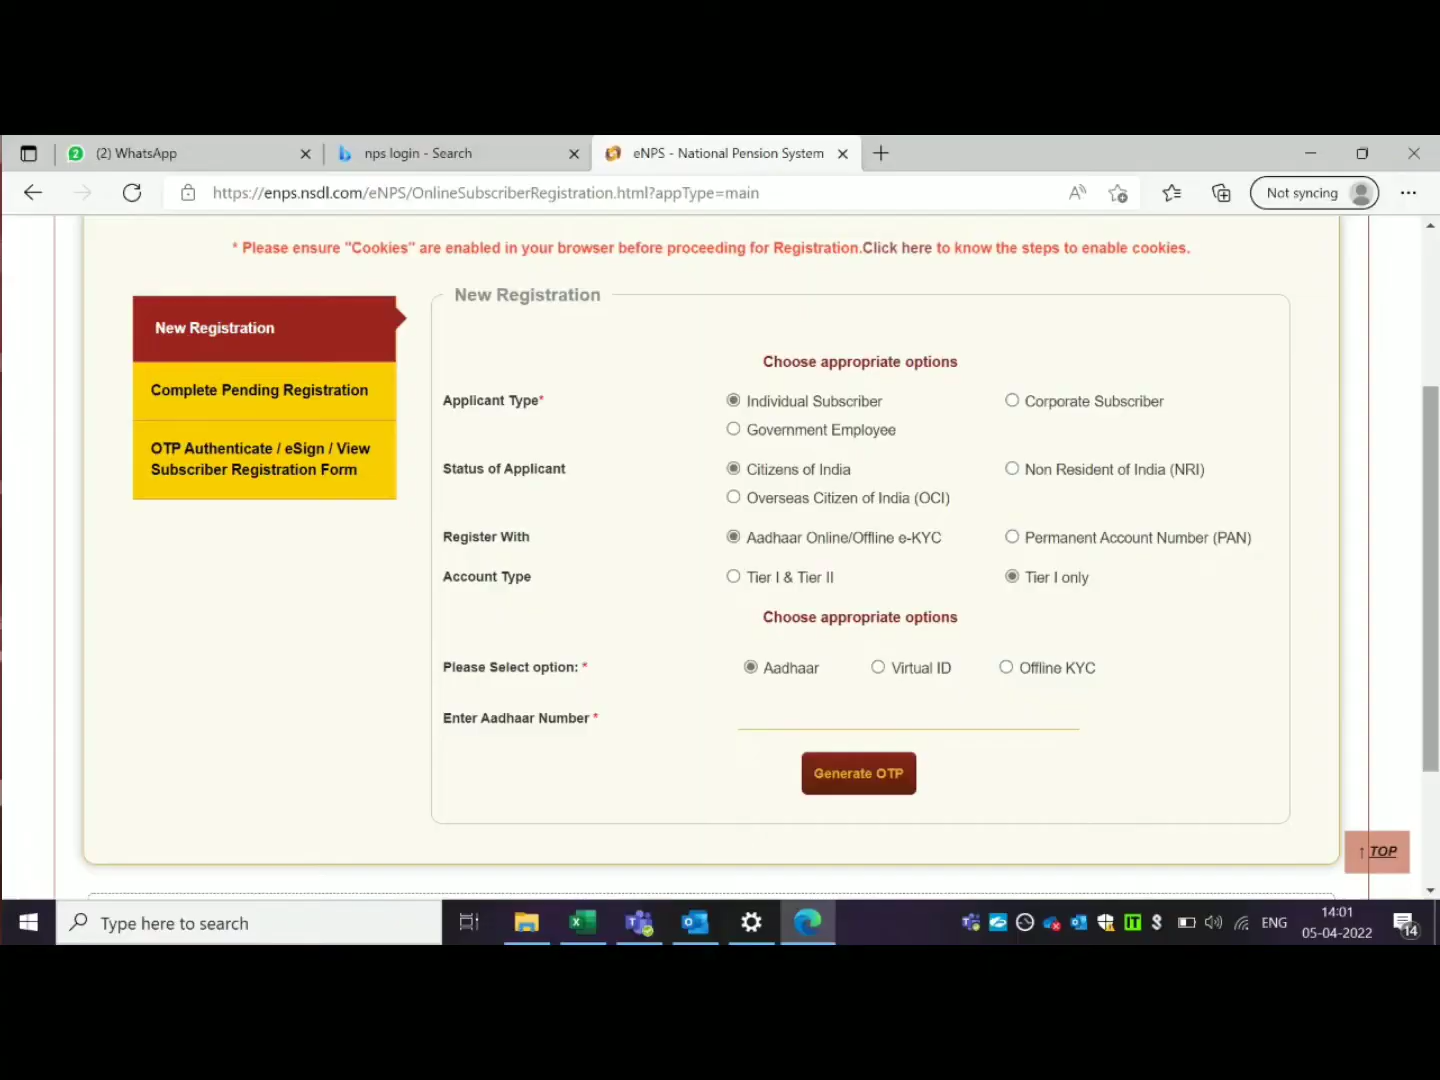 (2) WhatsApp
nps login - Search
eNPS - National Pension System
https://enps.nsdl.com/eNPS/OnlineSubscriberRegistration.html?appType=main
Not syncing
* Please ensure "Cookies" are enabled in your browser before proceeding for Registration.Click here to know the steps to enable cookies.
New Registration
Complete Pending Registration
OTP Authenticate / eSign / View
Subscriber Registration Form
New Registration
Choose appropriate options
Applicant Type* Individual Subscriber Corporate Subscriber
Government Employee
Status of Applicant Citizens of India Non Resident of India (NRI)
Overseas Citizen of India (OCI)
Register With Aadhaar Online/Offline e-KYC Permanent Account Number (PAN)
Account Type Tier I & Tier II Tier I only
Choose appropriate options
Please Select option: * Aadhaar Virtual ID Offline KYC
Enter Aadhaar Number *
Generate OTP
↑ TOP
Type here to search
ENG
14:01
05-04-2022
14